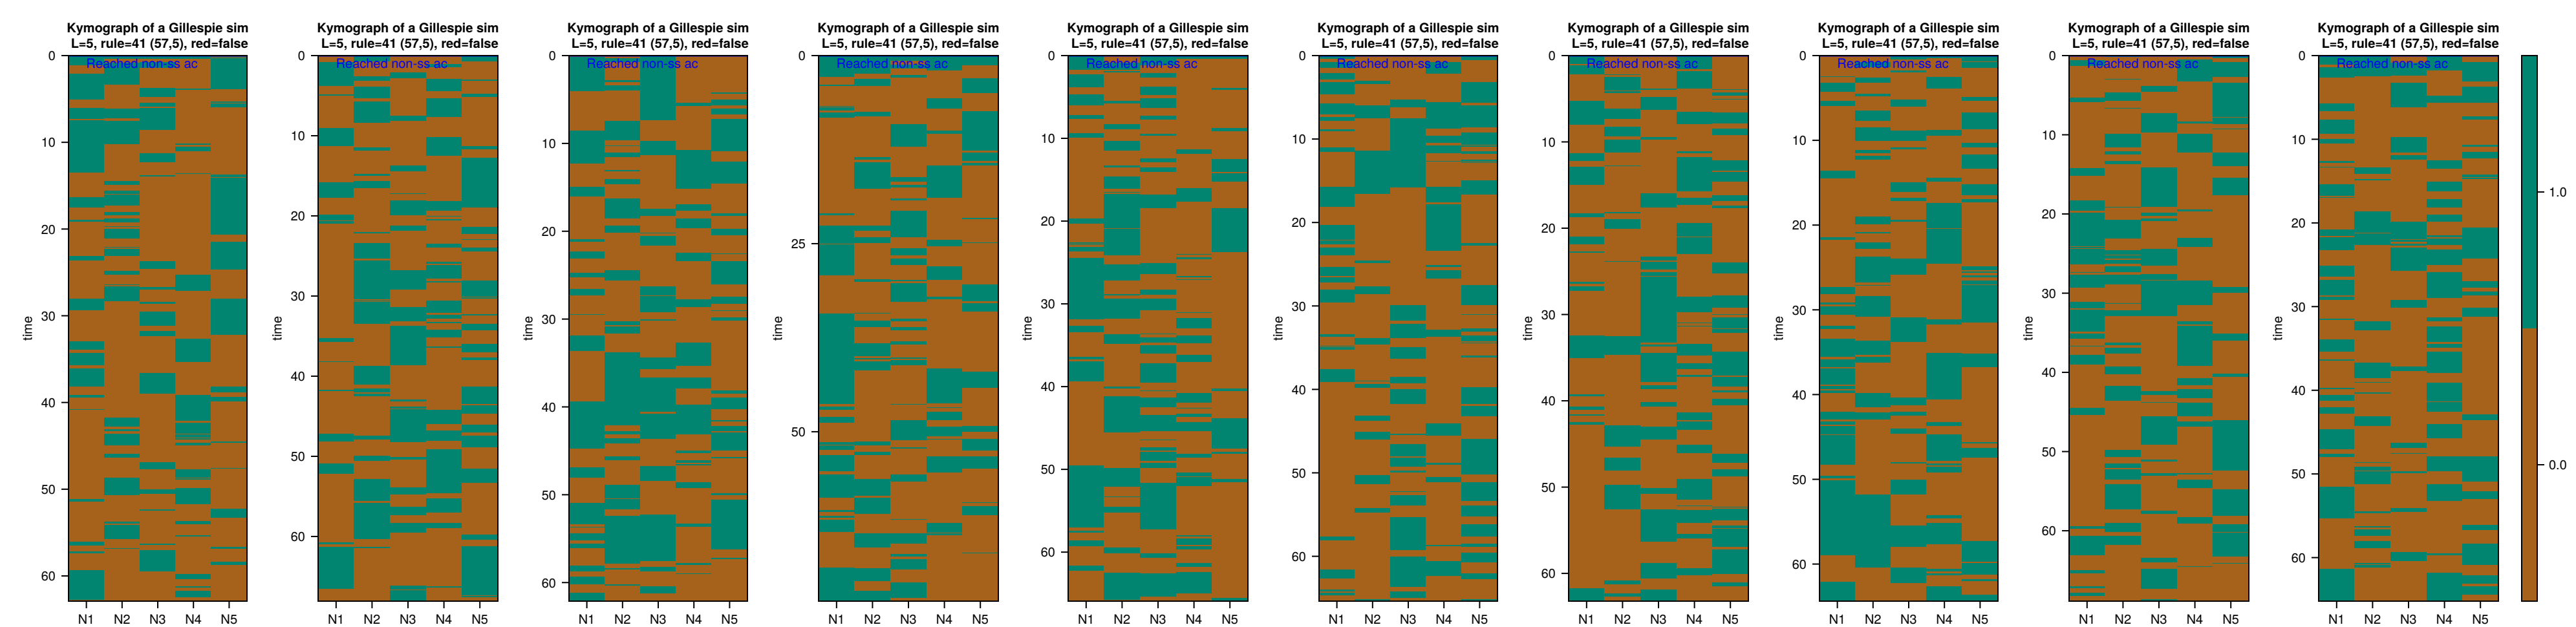 Kymograph of a Gillespie sim Kymograph of a Gillespie sim Kymograph of a Gillespie sim Kymograph of a Gillespie sim Kymograph of a Gillespie sim Kymograph of a Gillespie sim Kymograph of a Gillespie sim Kymograph of a Gillespie sim Kymograph of a Gillespie sim Kymograph of a Gillespie sim
L=5, rule=41 (57,5), red=false L=5, rule=41 (57,5), red=false L=5, rule=41 (57,5), red=false L=5, rule=41 (57,5), red=false L=5, rule=41 (57,5), red=false L=5, rule=41 (57,5), red=false L=5, rule=41 (57,5), red=false L=5, rule=41 (57,5), red=false L=5, rule=41 (57,5), red=false L=5, rule=41 (57,5), red=false
0 0 0 0 0 0 0 0 0 0
Reached non-ss ac Reached non-ss ac Reached non-ss ac Reached non-ss ac Reached non-ss ac Reached non-ss ac Reached non-ss ac Reached non-ss ac Reached non-ss ac Reached non-ss ac
10 10 10 10 10 10 10 10 10
1.0
20 20 20 25 20 20 20 20 20 20
30 30 30 30 30 30 30 30 30
time time time time time time time time time time
40 40 40 50 40 40 40 40 40 40
0.0
50 50 50 50 50 50 50 50 50
60 60 60 60 60 60 60 60 60
N1 N2 N3 N4 N5 N1 N2 N3 N4 N5 N1 N2 N3 N4 N5 N1 N2 N3 N4 N5 N1 N2 N3 N4 N5 N1 N2 N3 N4 N5 N1 N2 N3 N4 N5 N1 N2 N3 N4 N5 N1 N2 N3 N4 N5 N1 N2 N3 N4 N5